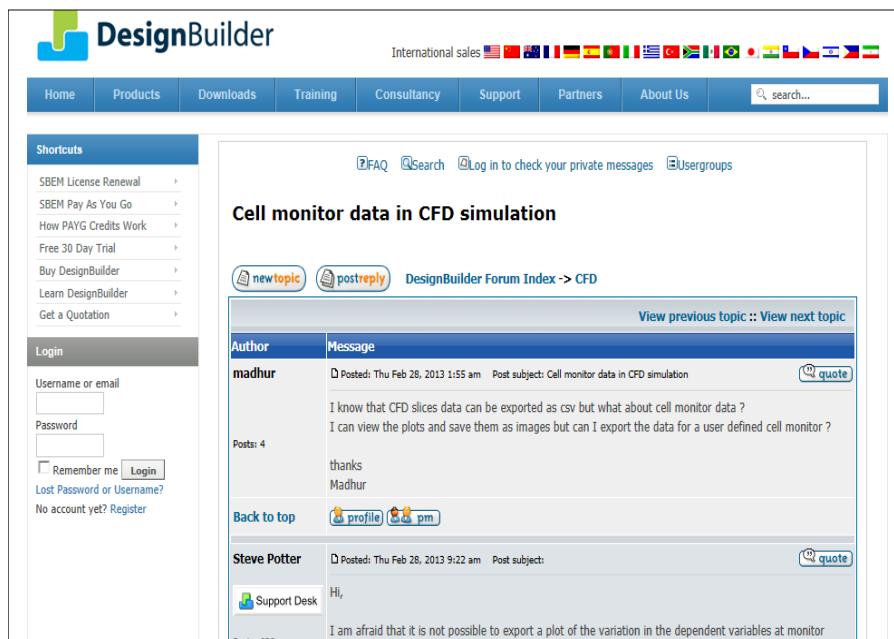 DesignBuilder
International sales
Home Products Downloads Training Consultancy Support Partners About Us search...
Shortcuts
SBEM License Renewal
SBEM Pay As You Go
How PAYG Credits Work
Free 30 Day Trial
Buy DesignBuilder
Learn DesignBuilder
Get a Quotation
Login
Username or email
Password
Remember me Login
Lost Password or Username?
No account yet? Register
FAQ Search Log in to check your private messages Usergroups
Cell monitor data in CFD simulation
newtopic postreply DesignBuilder Forum Index -> CFD
View previous topic :: View next topic
Author Message
madhur Posted: Thu Feb 28, 2013 1:55 am Post subject: Cell monitor data in CFD simulation quote
I know that CFD slices data can be exported as csv but what about cell monitor data ?
I can view the plots and save them as images but can I export the data for a user defined cell monitor ?
Posts: 4
thanks
Madhur
Back to top profile pm
Steve Potter Posted: Thu Feb 28, 2013 9:22 am Post subject: quote
Support Desk
Hi,
I am afraid that it is not possible to export a plot of the variation in the dependent variables at monitor